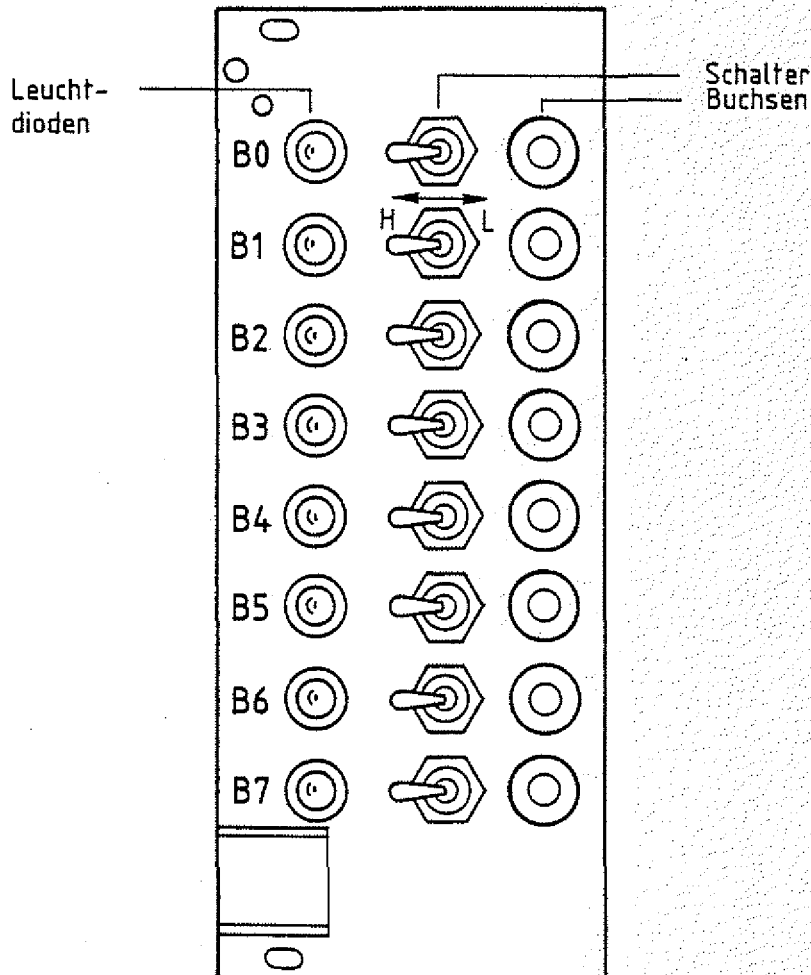 Leucht-
dioden
Schalter
Buchsen
B0
H L
B1
B2
B3
B4
B5
B6
B7